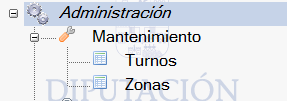 Administración
Mantenimiento
Turnos
Zonas
DIPUTACIÓN